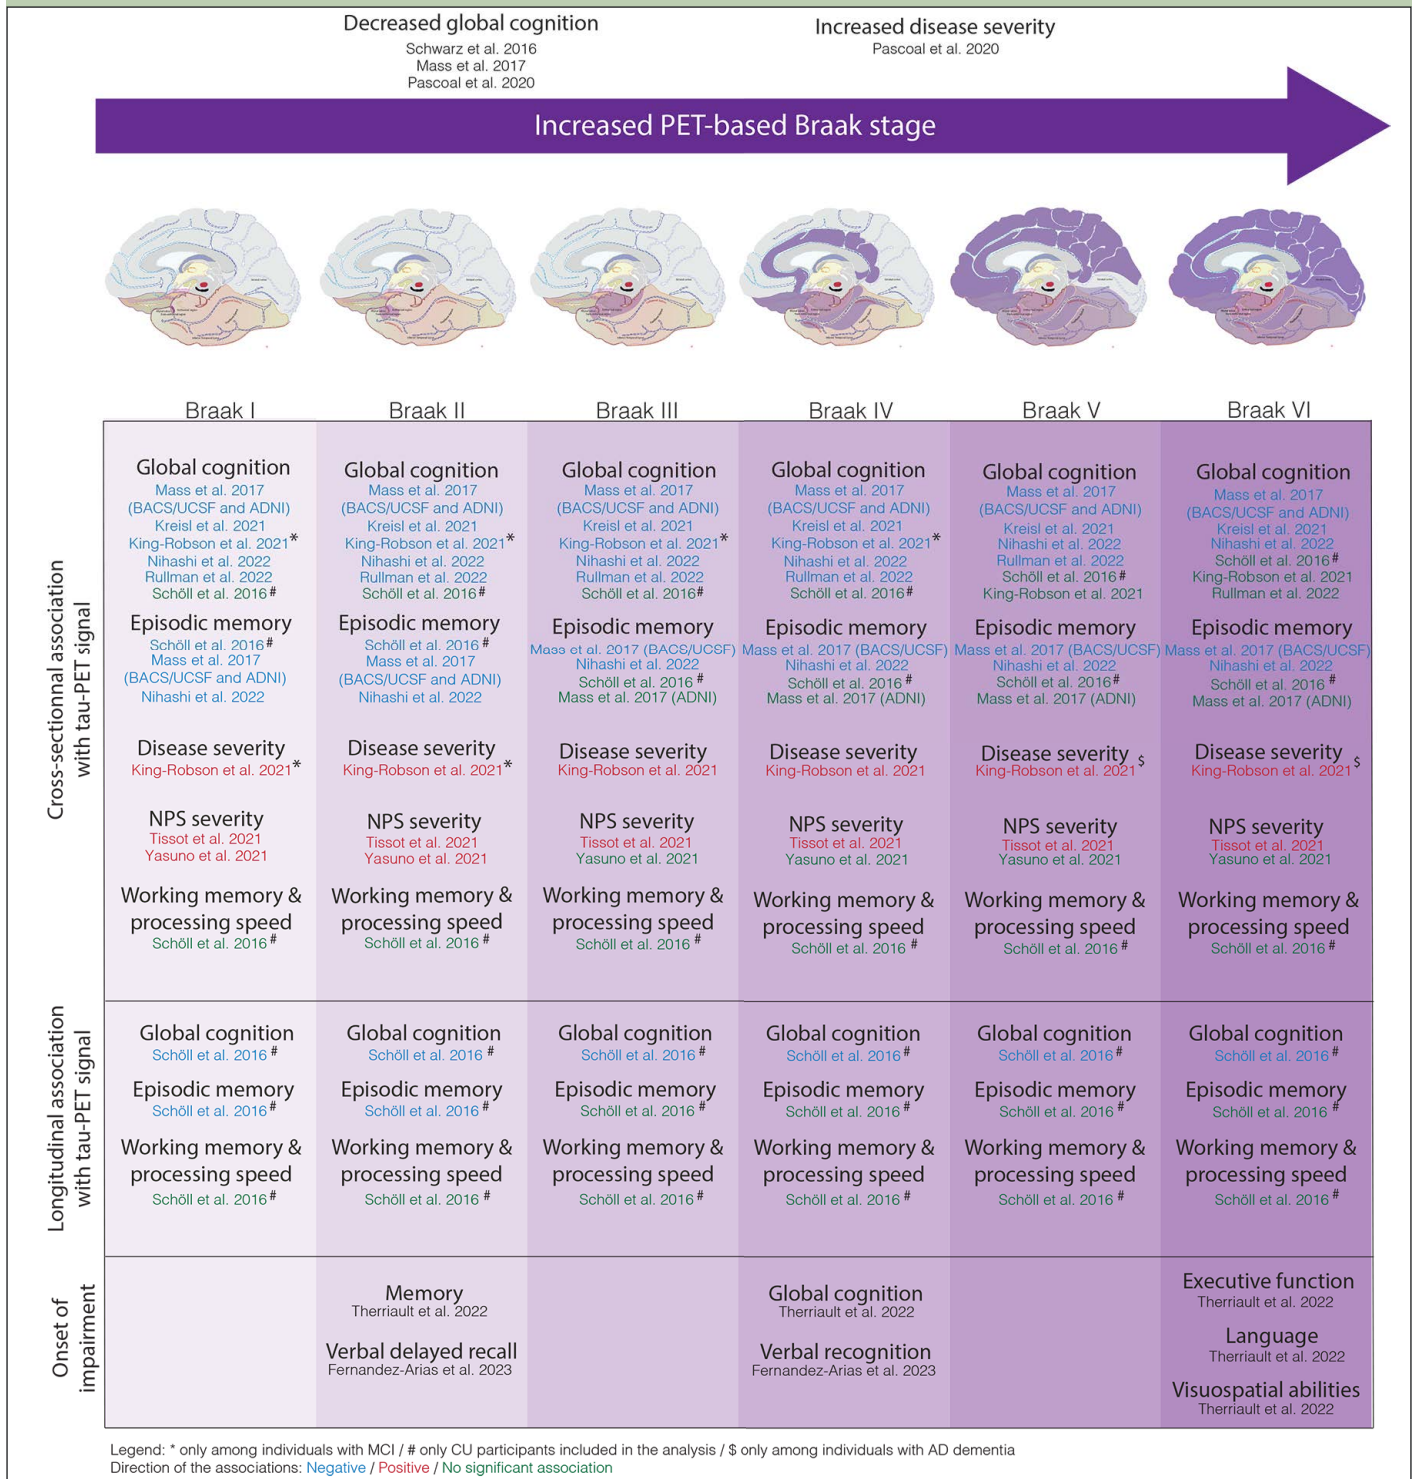 Decreased global cognition
Schwarz et al. 2016
Mass et al. 2017
Pascoal et al. 2020
Increased disease severity
Pascoal et al. 2020
Increased PET-based Braak stage
Braak I
Braak II
Braak III
Braak IV
Braak V
Braak VI
Cross-sectionnal association
with tau-PET signal
Global cognition
Mass et al. 2017
(BACS/UCSF and ADNI)
Kreisl et al. 2021
King-Robson et al. 2021*
Nihashi et al. 2022
Rullman et al. 2022
Schöll et al. 2016#
Episodic memory
Schöll et al. 2016#
Mass et al. 2017
(BACS/UCSF and ADNI)
Nihashi et al. 2022
Disease severity
King-Robson et al. 2021*
NPS severity
Tissot et al. 2021
Yasuno et al. 2021
Working memory &
processing speed
Schöll et al. 2016#
Global cognition
Mass et al. 2017
(BACS/UCSF and ADNI)
Kreisl et al. 2021
King-Robson et al. 2021*
Nihashi et al. 2022
Rullman et al. 2022
Schöll et al. 2016#
Episodic memory
Schöll et al. 2016#
Mass et al. 2017
(BACS/UCSF and ADNI)
Nihashi et al. 2022
Disease severity
King-Robson et al. 2021*
NPS severity
Tissot et al. 2021
Yasuno et al. 2021
Working memory &
processing speed
Schöll et al. 2016 #
Global cognition
Mass et al. 2017
(BACS/UCSF and ADNI)
Kreisl et al. 2021
King-Robson et al. 2021*
Nihashi et al. 2022
Rullman et al. 2022
Schöll et al. 2016#
Episodic memory
Mass et al. 2017 (BACS/UCSF)
Nihashi et al. 2022
Schöll et al. 2016 #
Mass et al. 2017 (ADNI)
Disease severity
King-Robson et al. 2021
NPS severity
Tissot et al. 2021
Yasuno et al. 2021
Working memory &
processing speed
Schöll et al. 2016 #
Global cognition
Mass et al. 2017
(BACS/UCSF and ADNI)
Kreisl et al. 2021
King-Robson et al. 2021*
Nihashi et al. 2022
Rullman et al. 2022
Schöll et al. 2016#
Episodic memory
Mass et al. 2017 (BACS/UCSF)
Nihashi et al. 2022
Schöll et al. 2016 #
Mass et al. 2017 (ADNI)
Disease severity
King-Robson et al. 2021
NPS severity
Tissot et al. 2021
Yasuno et al. 2021
Working memory &
processing speed
Schöll et al. 2016 #
Global cognition
Mass et al. 2017
(BACS/UCSF and ADNI)
Kreisl et al. 2021
Nihashi et al. 2022
Rullman et al. 2022
Schöll et al. 2016#
King-Robson et al. 2021
Episodic memory
Mass et al. 2017 (BACS/UCSF)
Nihashi et al. 2022
Schöll et al. 2016#
Mass et al. 2017 (ADNI)
Disease severity
King-Robson et al. 2021 $
NPS severity
Tissot et al. 2021
Yasuno et al. 2021
Working memory &
processing speed
Schöll et al. 2016#
Global cognition
Mass et al. 2017
(BACS/UCSF and ADNI)
Kreisl et al. 2021
Nihashi et al. 2022
Schöll et al. 2016#
King-Robson et al. 2021
Rullman et al. 2022
Episodic memory
Mass et al. 2017 (BACS/UCSF)
Nihashi et al. 2022
Schöll et al. 2016 #
Mass et al. 2017 (ADNI)
Disease severity
King-Robson et al. 2021 $
NPS severity
Tissot et al. 2021
Yasuno et al. 2021
Working memory &
processing speed
Schöll et al. 2016 #
Longitudinal association
with tau-PET signal
Global cognition
Schöll et al. 2016 #
Episodic memory
Schöll et al. 2016#
Working memory &
processing speed
Schöll et al. 2016#
Global cognition
Schöll et al. 2016 #
Episodic memory
Schöll et al. 2016#
Working memory &
processing speed
Schöll et al. 2016 #
Global cognition
Schöll et al. 2016 #
Episodic memory
Schöll et al. 2016 #
Working memory &
processing speed
Schöll et al. 2016 #
Global cognition
Schöll et al. 2016 #
Episodic memory
Schöll et al. 2016 #
Working memory &
processing speed
Schöll et al. 2016 #
Global cognition
Schöll et al. 2016#
Episodic memory
Schöll et al. 2016#
Working memory &
processing speed
Schöll et al. 2016#
Global cognition
Schöll et al. 2016 #
Episodic memory
Schöll et al. 2016 #
Working memory &
processing speed
Schöll et al. 2016 #
Onset of
impairment
Memory
Therriault et al. 2022
Verbal delayed recall
Fernandez-Arias et al. 2023
Global cognition
Therriault et al. 2022
Verbal recognition
Fernandez-Arias et al. 2023
Executive function
Therriault et al. 2022
Language
Therriault et al. 2022
Visuospatial abilities
Therriault et al. 2022
Legend: * only among individuals with MCI / # only CU participants included in the analysis / $ only among individuals with AD dementia
Direction of the associations: Negative / Positive / No significant association